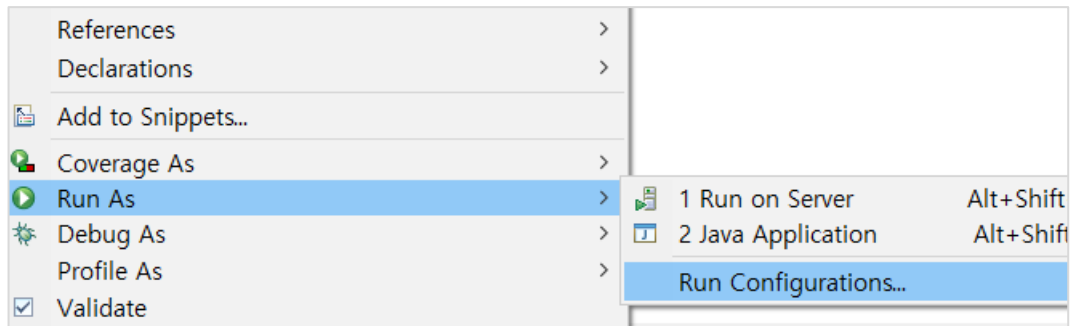 References
Declarations
Add to Snippets...
Coverage As
Run As
Debug As
Profile As
Validate
1 Run on Server Alt+Shift
2 Java Application Alt+Shift
Run Configurations...